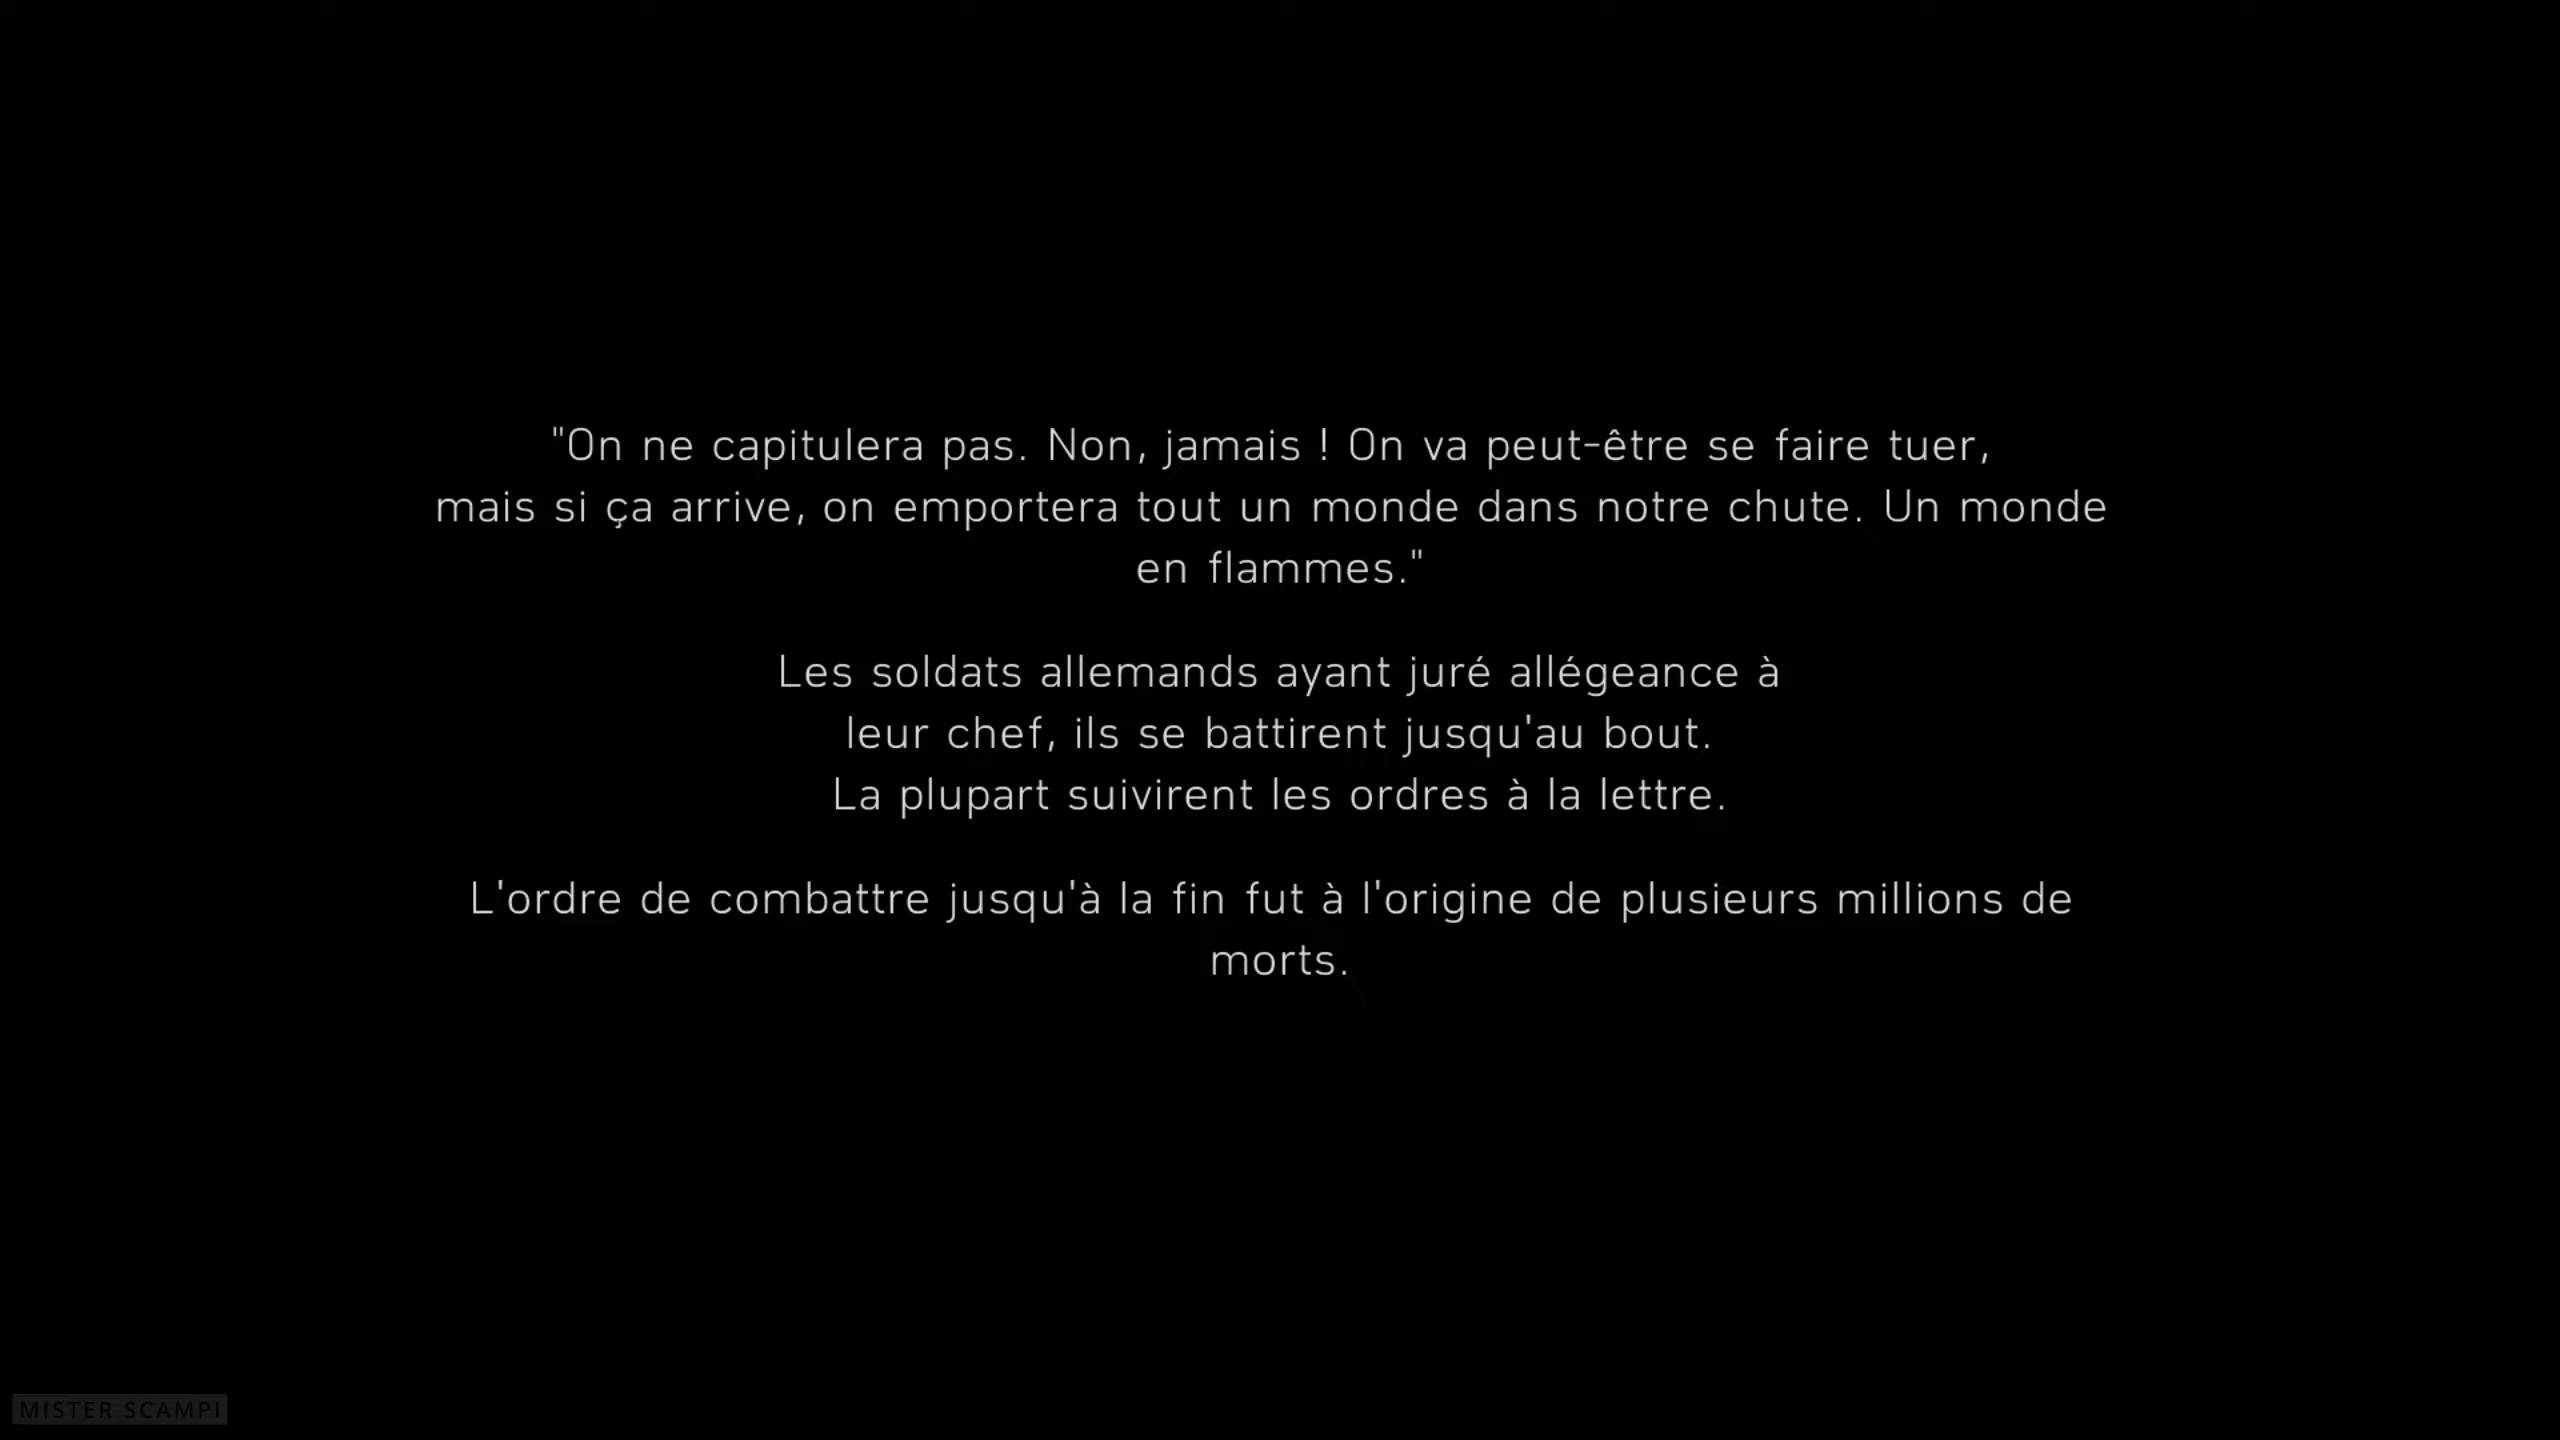 "On ne capitulera pas. Non, jamais ! On va peut-être se faire tuer,
mais si ça arrive, on emportera tout un monde dans notre chute. Un monde
en flammes."
Les soldats allemands ayant juré allégeance à
leur chef, ils se battirent jusqu'au bout.
La plupart suivirent les ordres à la lettre.
L'ordre de combattre jusqu'à la fin fut à l'origine de plusieurs millions de
morts.
MISTER SCAMPI